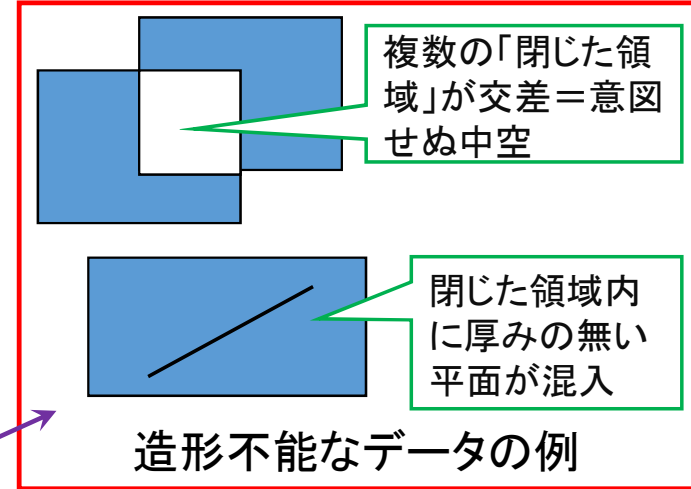 複数の「閉じた領
域」が交差＝意図
せぬ中空
閉じた領域内
に厚みの無い
平面が混入
造形不能なデータの例